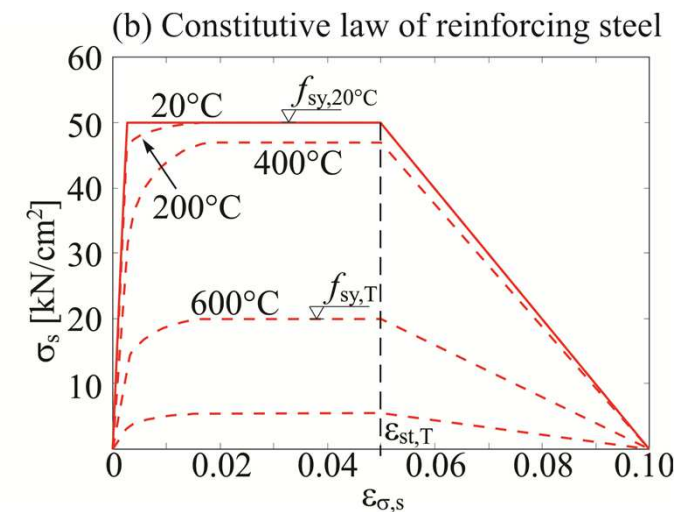 (b) Constitutive law of reinforcing steel
60
50
40
30
20
10
σs [kN/cm²]
20°C
fsy,20°C
200°C
400°C
600°C
fsy,T
εst,T
0
0.02
0.04
0.06
0.08
0.10
εσ,s